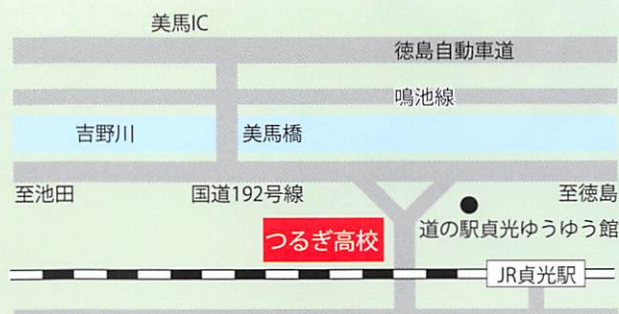 美馬IC
徳島自動車道
鳴池線
吉野川
美馬橋
至池田
国道192号線
至徳島
つるぎ高校
道の駅貞光ゆうゆう館
JR貞光駅